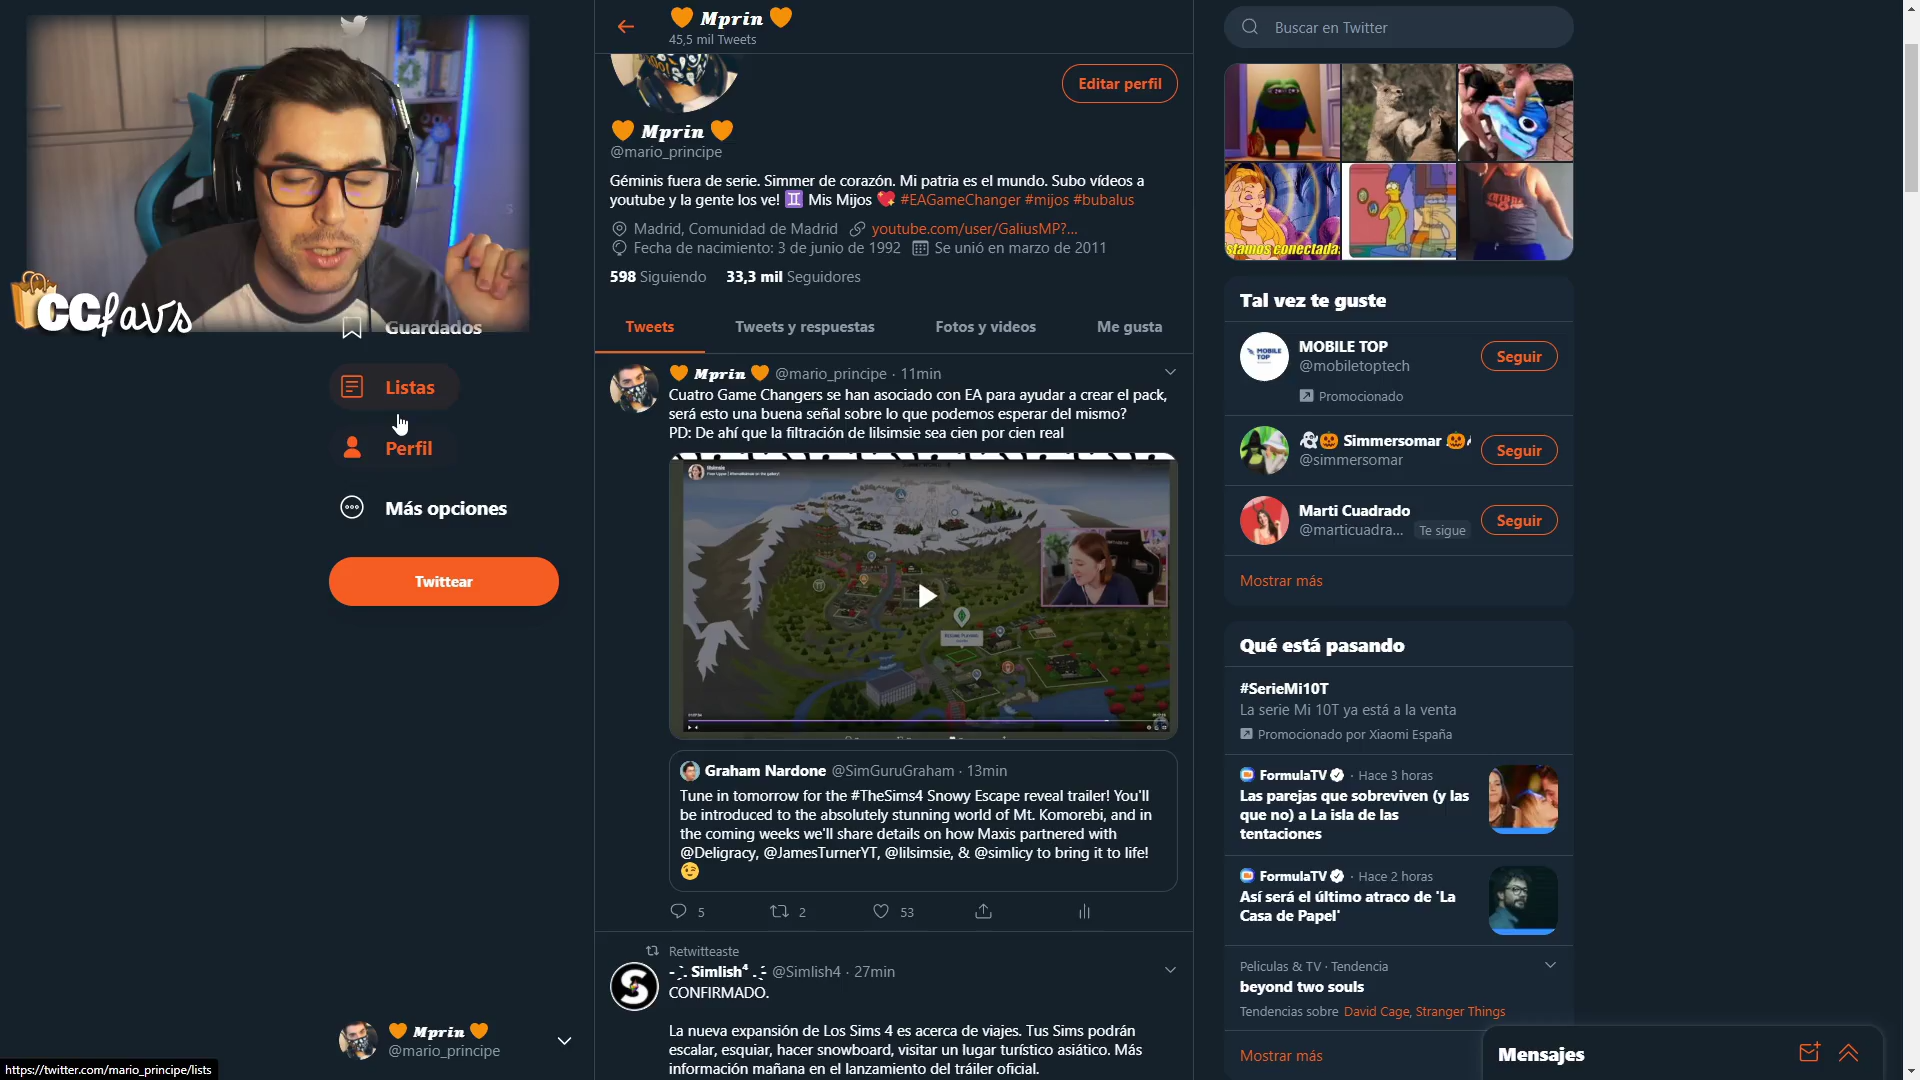 🧡 Mprin 🧡
45,5 mil Tweets
Editar perfil
🧡 Mprin 🧡
@mario_principe
Géminis fuera de serie. Simmer de corazón. Mi patria es el mundo. Subo vídeos a
youtube y la gente los ve! ♊ Mis Mijos 💖 #EAGameChanger #mijos #bubalus
Madrid, Comunidad de Madrid youtube.com/user/GaliusMP?...
Fecha de nacimiento: 3 de junio de 1992 Se unió en marzo de 2011
598 Siguiendo 33,3 mil Seguidores
Tweets Tweets y respuestas Fotos y videos Me gusta
CCfavs
Guardados
Listas
Perfil
Más opciones
Twittear
🧡 Mprin 🧡 @mario_principe · 11min
Cuatro Game Changers se han asociado con EA para ayudar a crear el pack,
será esto una buena señal sobre lo que podemos esperar del mismo?
PD: De ahí que la filtración de lilsimsie sea cien por cien real
Graham Nardone @SimGuruGraham · 13min
Tune in tomorrow for the #TheSims4 Snowy Escape reveal trailer! You'll
be introduced to the absolutely stunning world of Mt. Komorebi, and in
the coming weeks we'll share details on how Maxis partnered with
@Deligracy, @JamesTurnerYT, @lilsimsie, & @simlicy to bring it to life!
😉
5 2 53
Retwitteaste
Simlish⁴ @Simlish4 · 27min
CONFIRMADO.
La nueva expansión de Los Sims 4 es acerca de viajes. Tus Sims podrán
escalar, esquiar, hacer snowboard, visitar un lugar turístico asiático. Más
información mañana en el lanzamiento del tráiler oficial.
🧡 Mprin 🧡
@mario_principe
https://twitter.com/mario_principe/lists
Buscar en Twitter
stamos conectada
Tal vez te guste
MOBILE TOP
MOBILE TOP
@mobiletoptech
Seguir
Promocionado
👻🎃 Simmersomar 🎃
@simmersomar
Seguir
Marti Cuadrado
@marticuadra... Te sigue
Seguir
Mostrar más
Qué está pasando
#SerieMi10T
La serie Mi 10T ya está a la venta
Promocionado por Xiaomi España
FormulaTV · Hace 3 horas
Las parejas que sobreviven (y las
que no) a La isla de las
tentaciones
FormulaTV · Hace 2 horas
Así será el último atraco de 'La
Casa de Papel'
Peliculas & TV · Tendencia
beyond two souls
Tendencias sobre David Cage, Stranger Things
Mostrar más
Mensajes